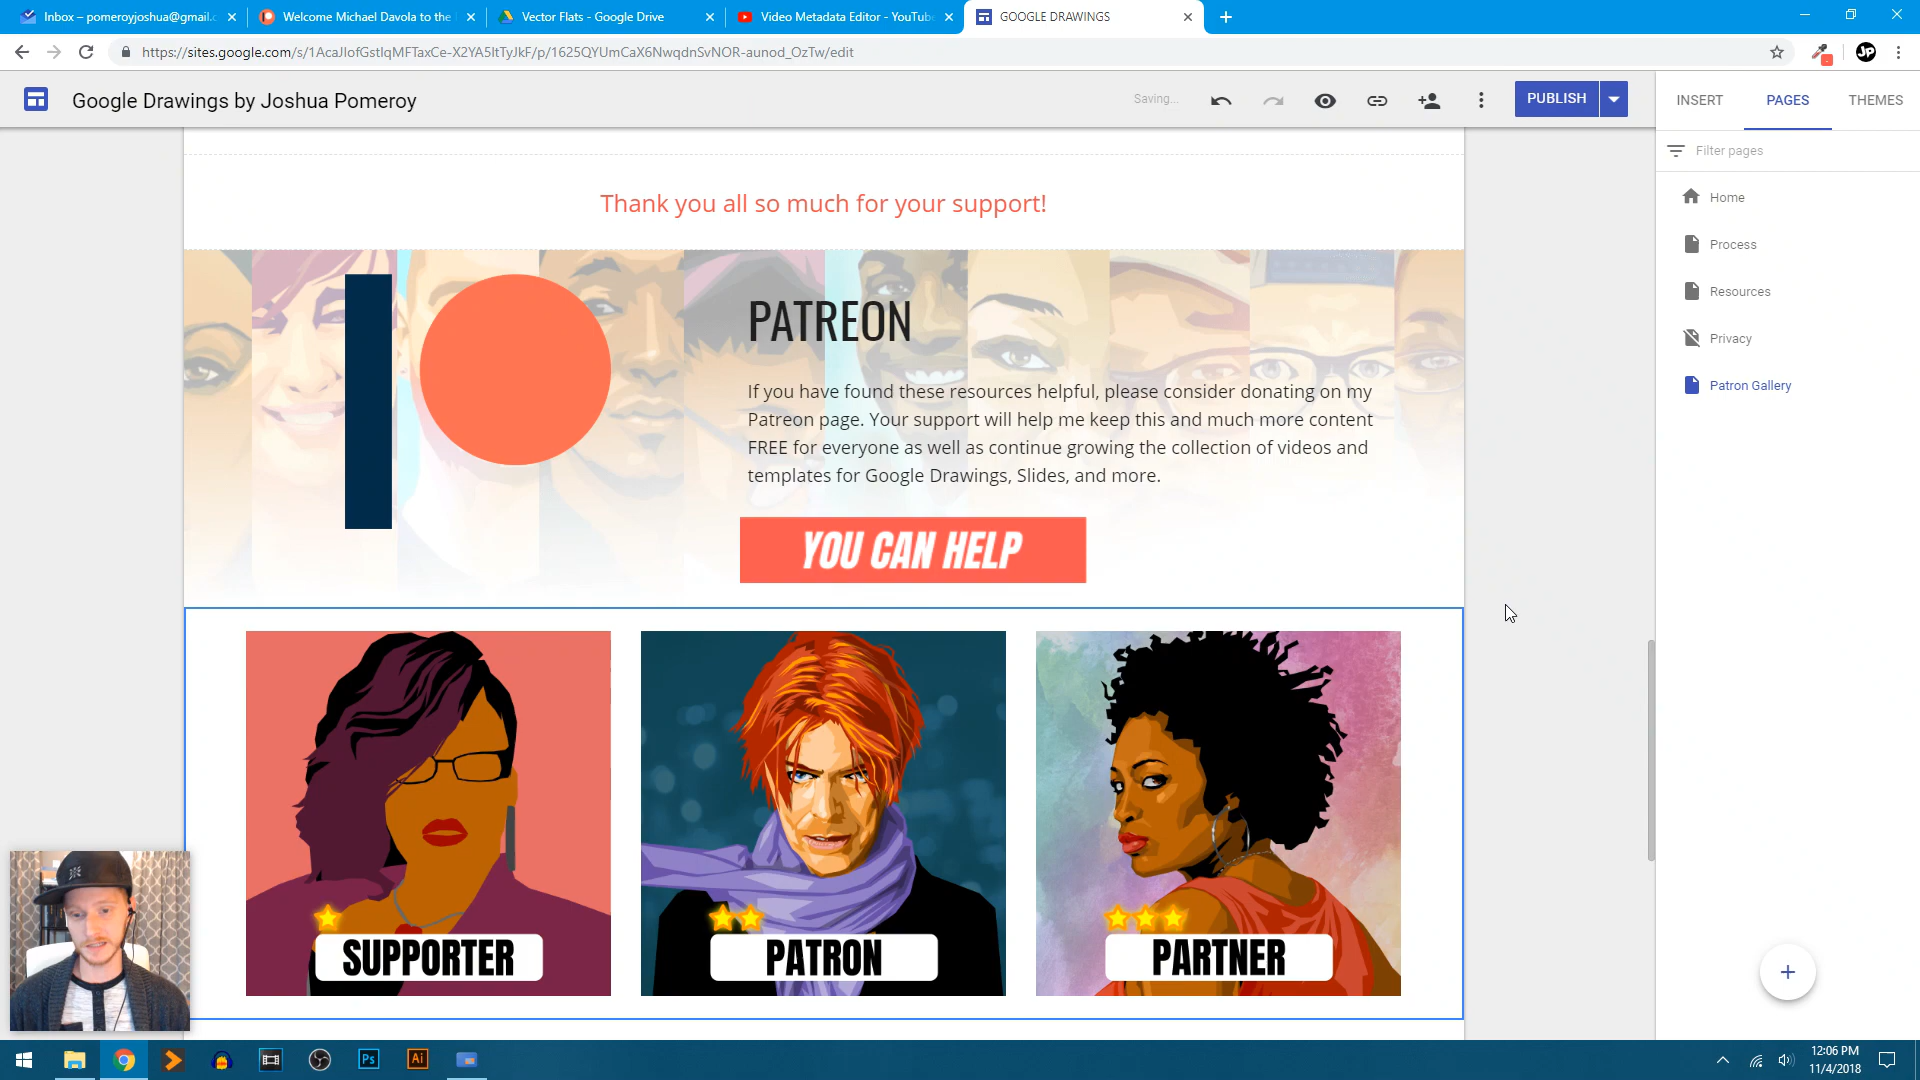 Inbox – pomeroyjoshua@gmail.c
Welcome Michael Davola to the
Vector Flats - Google Drive
Video Metadata Editor - YouTub
GOOGLE DRAWINGS
https://sites.google.com/s/1AcaJlofGstlqMFTaxCe-X2YA5ItTyJkF/p/1625QYUmCaX6NwqdnSvNOR-aunod_OzTw/edit
JP
Google Drawings by Joshua Pomeroy
Saving...
PUBLISH
INSERT
PAGES
THEMES
Filter pages
Home
Process
Resources
Privacy
Patron Gallery
Thank you all so much for your support!
PATREON
If you have found these resources helpful, please consider donating on my
Patreon page. Your support will help me keep this and much more content
FREE for everyone as well as continue growing the collection of videos and
templates for Google Drawings, Slides, and more.
YOU CAN HELP
SUPPORTER
PATRON
PARTNER
Ps
Ai
12:06 PM
11/4/2018